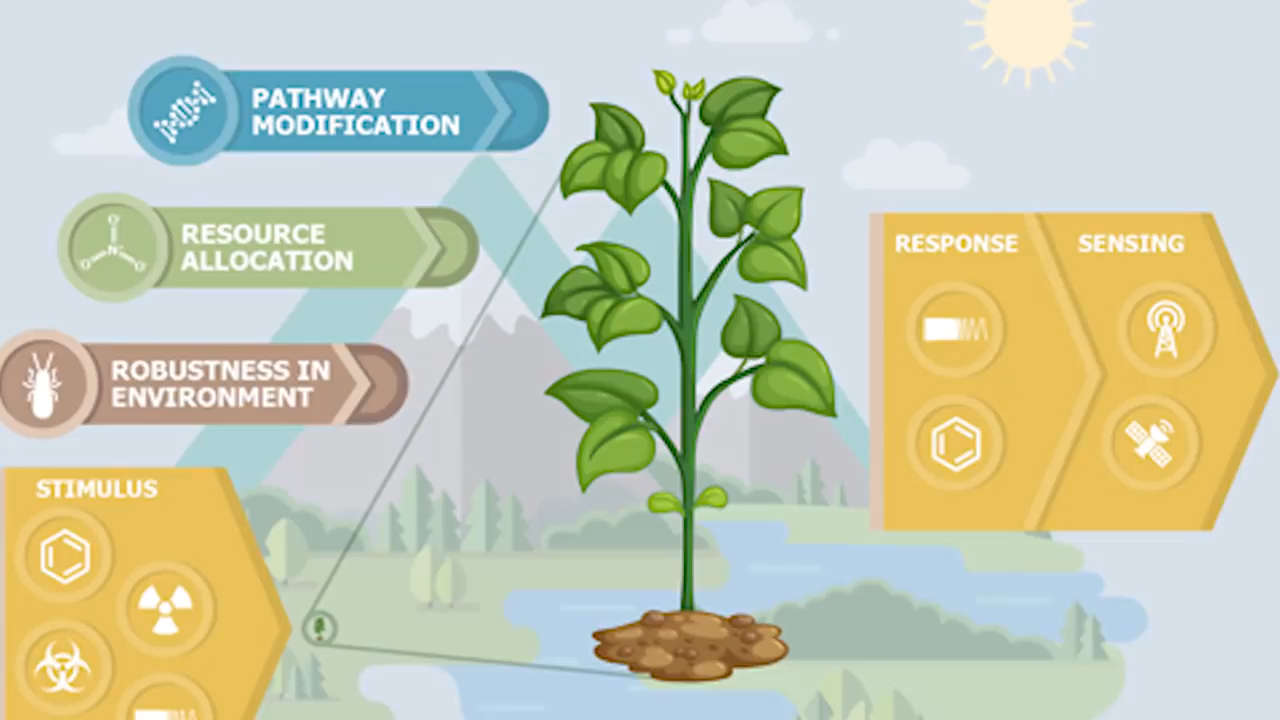 PATHWAY
MODIFICATION
RESOURCE
ALLOCATION
ROBUSTNESS IN
ENVIRONMENT
STIMULUS
RESPONSE
SENSING
O
N+
O-
O-